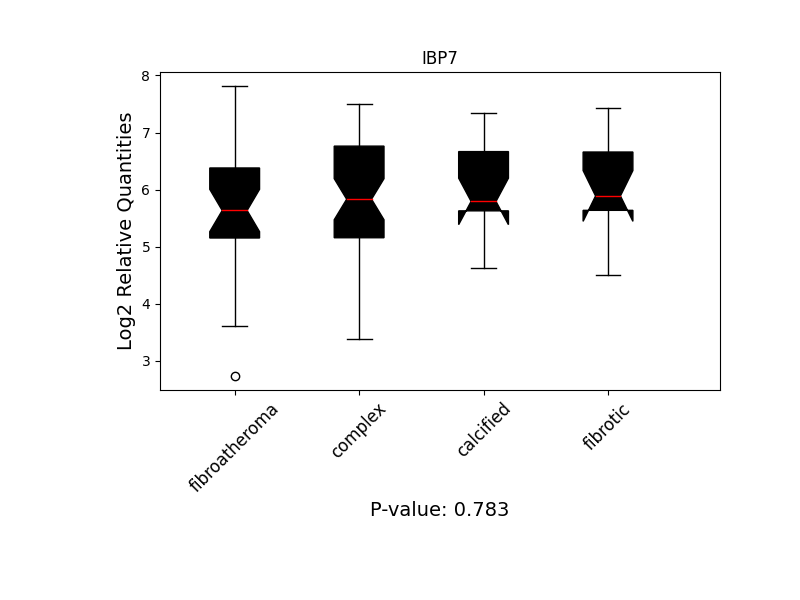 IBP7
Log2 Relative Quantities
8
7
6
5
4
3
fibroatheroma
complex
calcified
fibrotic
P-value: 0.783